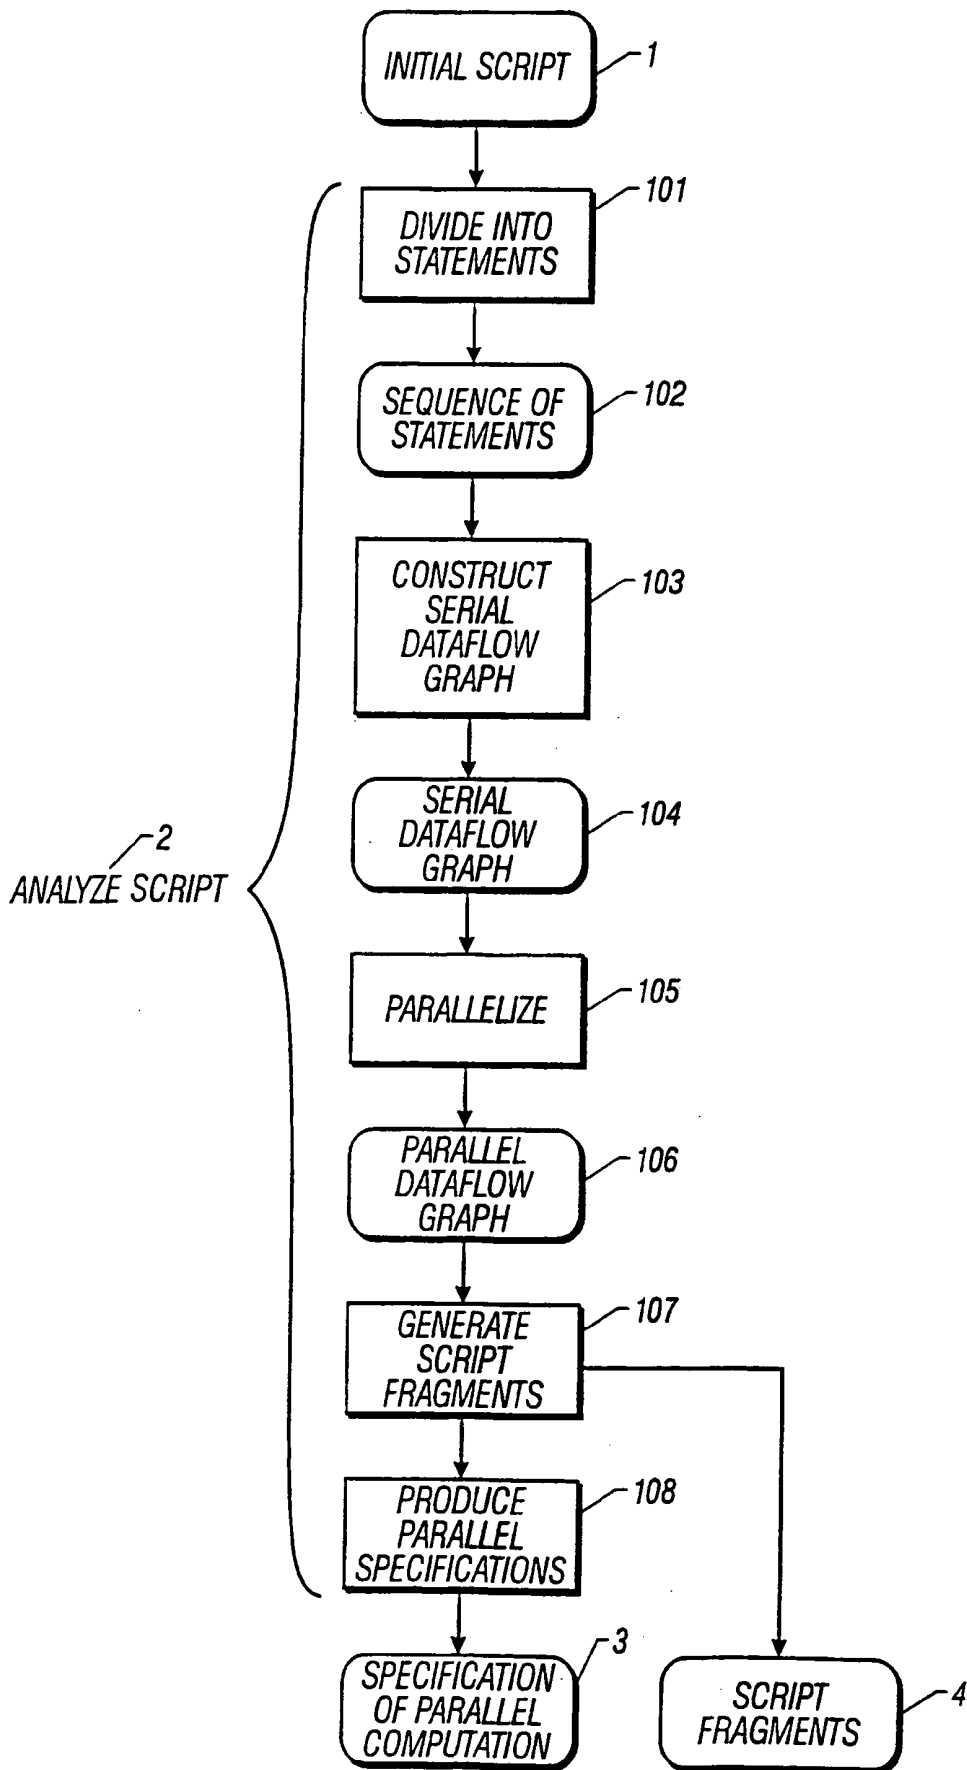 INITIAL SCRIPT
1
DIVIDE INTO
STATEMENTS
101
SEQUENCE OF
STATEMENTS
102
CONSTRUCT
SERIAL
DATAFLOW
GRAPH
103
SERIAL
DATAFLOW
GRAPH
104
2
ANALYZE SCRIPT
PARALLELIZE
105
PARALLEL
DATAFLOW
GRAPH
106
GENERATE
SCRIPT
FRAGMENTS
107
PRODUCE
PARALLEL
SPECIFICATIONS
108
SPECIFICATION
OF PARALLEL
COMPUTATION
3
SCRIPT
FRAGMENTS
4